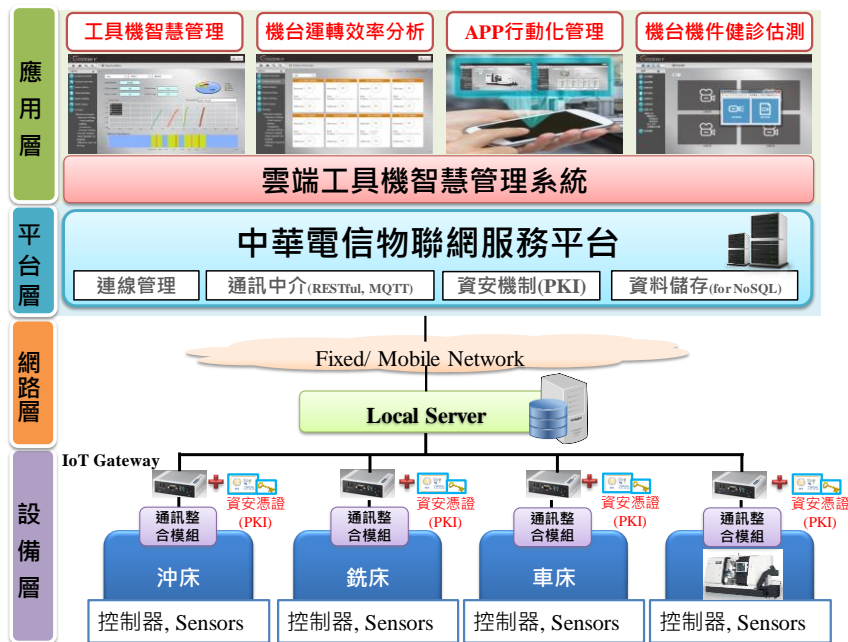 應用層
工具機智慧管理
機台運轉效率分析
APP行動化管理
機台機件健診估測
雲端工具機智慧管理系統
平台層
中華電信物聯網服務平台
連線管理
通訊中介(RESTful, MQTT)
資安機制(PKI)
資料儲存(for NoSQL)
網路層
Fixed/ Mobile Network
Local Server
設備層
IoT Gateway
資安憑證
(PKI)
資安憑證
(PKI)
資安憑證
(PKI)
資安憑證
(PKI)
通訊整
合模組
通訊整
合模組
通訊整
合模組
通訊整
合模組
沖床
銑床
車床
控制器, Sensors
控制器, Sensors
控制器, Sensors
控制器, Sensors